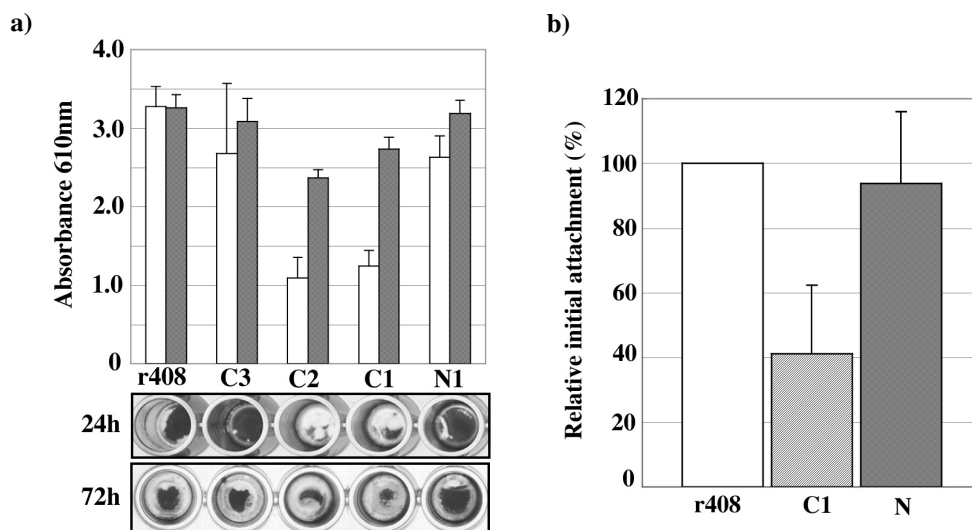 a)
Absorbance 610nm
4.0
3.0
2.0
1.0
0
r408 C3 C2 C1 N1
24h
72h
b)
Relative initial attachment (%)
120
100
80
60
40
20
0
r408 C1 N